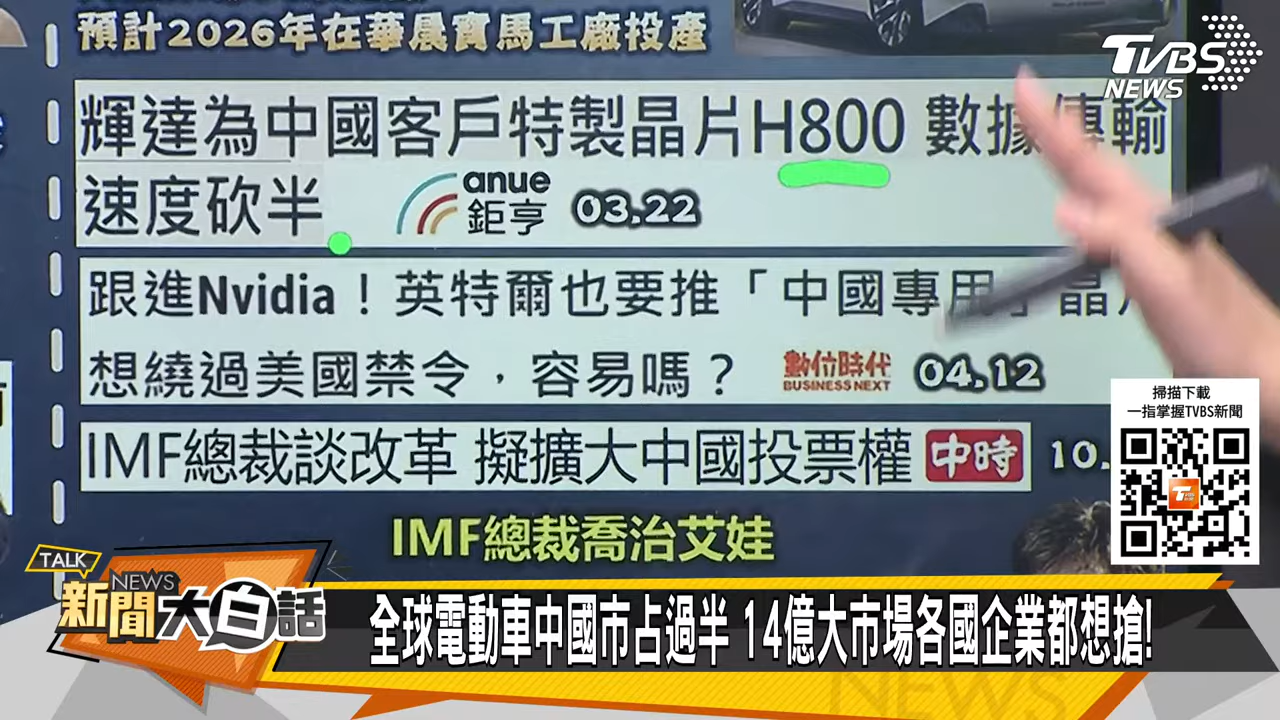 預計2026年在華晨寶馬工廠投產
TVBS
NEWS
輝達為中國客戶特製晶片H800 數據傳輸
速度砍半
anue
鉅亨
03.22
跟進Nvidia！英特爾也要推「中國專用」晶片
想繞過美國禁令，容易嗎？
數位時代
BUSINESS NEXT
04.12
掃描下載
一指掌握TVBS新聞
IMF總裁談改革 擬擴大中國投票權
中時
10.
IMF總裁喬治艾娃
TALK
NEWS
新聞大白話
全球電動車中國市占過半 14億大市場各國企業都想搶!
NEWS